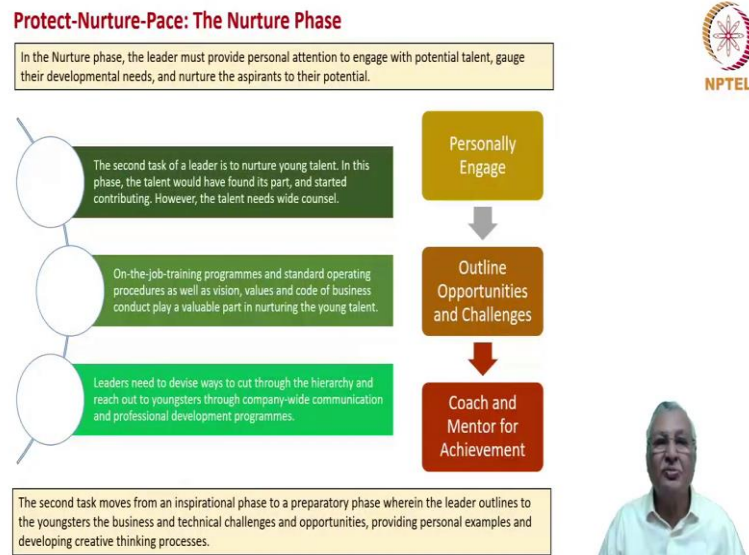 Protect-Nurture-Pace: The Nurture Phase
In the Nurture phase, the leader must provide personal attention to engage with potential talent, gauge
their developmental needs, and nurture the aspirants to their potential.
NPTEL
The second task of a leader is to nurture young talent. In this
phase, the talent would have found its part, and started
contributing. However, the talent needs wide counsel.
On-the-job-training programmes and standard operating
procedures as well as vision, values and code of business
conduct play a valuable part in nurturing the young talent.
Leaders need to devise ways to cut through the hierarchy and
reach out to youngsters through company-wide communication
and professional development programmes.
Personally
Engage
Outline
Opportunities
and Challenges
Coach and
Mentor for
Achievement
The second task moves from an inspirational phase to a preparatory phase wherein the leader outlines to
the youngsters the business and technical challenges and opportunities, providing personal examples and
developing creative thinking processes.